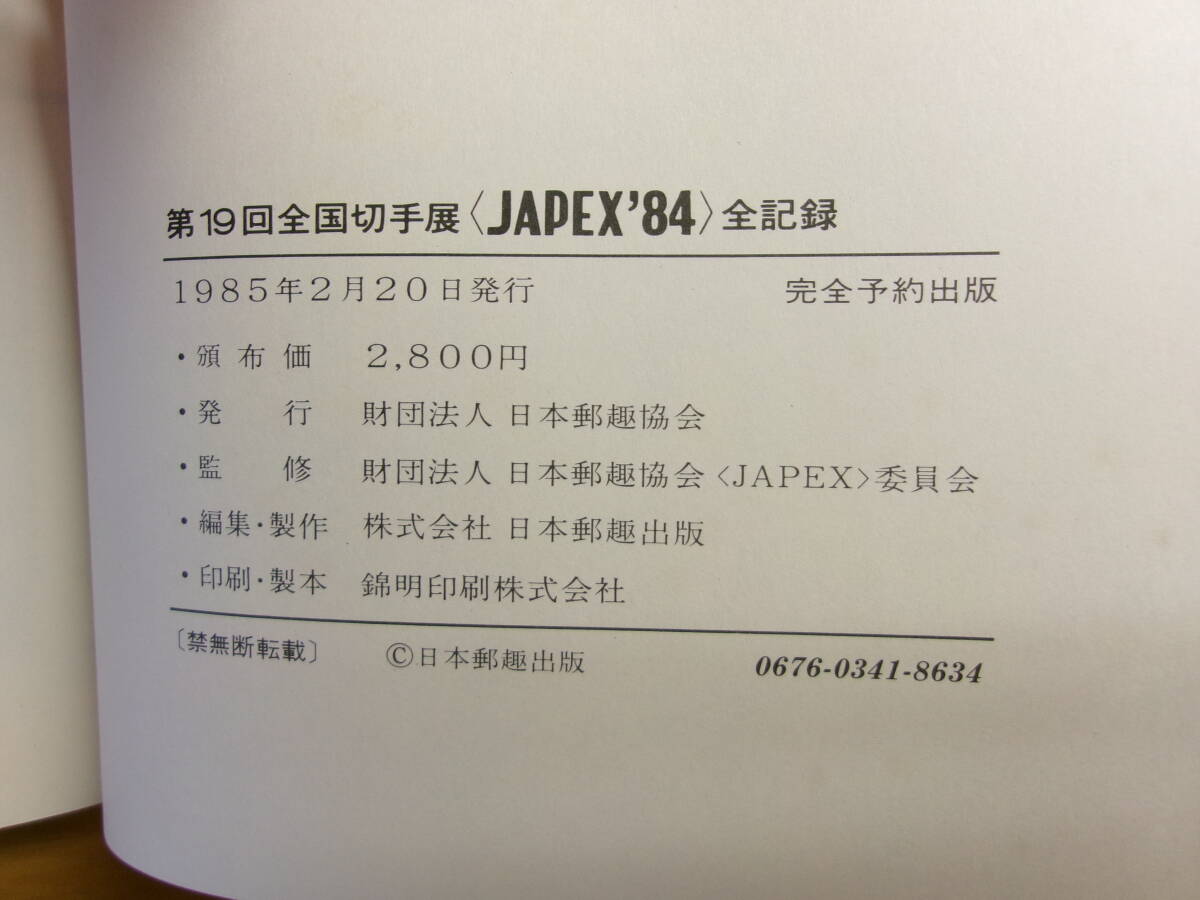 第19回全国切手展〈JAPEX'84〉全記録
1985年2月20日発行 完全予約出版
・頒布価 2,800円
・発行 財団法人 日本郵趣協会
・監修 財団法人 日本郵趣協会〈JAPEX〉委員会
・編集・製作 株式会社 日本郵趣出版
・印刷・製本 錦明印刷株式会社
〔禁無断転載〕 ©日本郵趣出版 0676-0341-8634